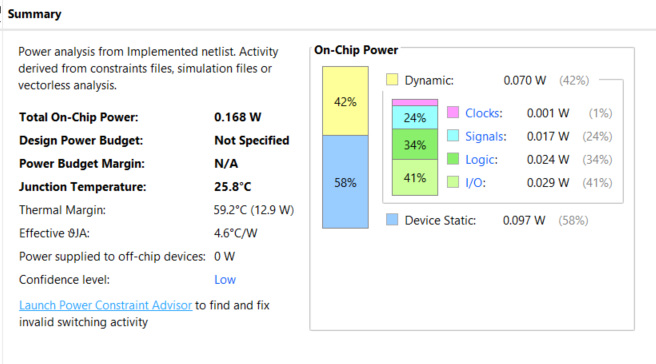 Summary
Power analysis from Implemented netlist. Activity
derived from constraints files, simulation files or
vectorless analysis.
Total On-Chip Power: 0.168 W
Design Power Budget: Not Specified
Power Budget Margin: N/A
Junction Temperature: 25.8°C
Thermal Margin: 59.2°C (12.9 W)
Effective ϑJA: 4.6°C/W
Power supplied to off-chip devices: 0 W
Confidence level: Low
Launch Power Constraint Advisor to find and fix
invalid switching activity
On-Chip Power
42%
58%
Dynamic: 0.070 W (42%)
24%
34%
41%
Clocks: 0.001 W (1%)
Signals: 0.017 W (24%)
Logic: 0.024 W (34%)
I/O: 0.029 W (41%)
Device Static: 0.097 W (58%)